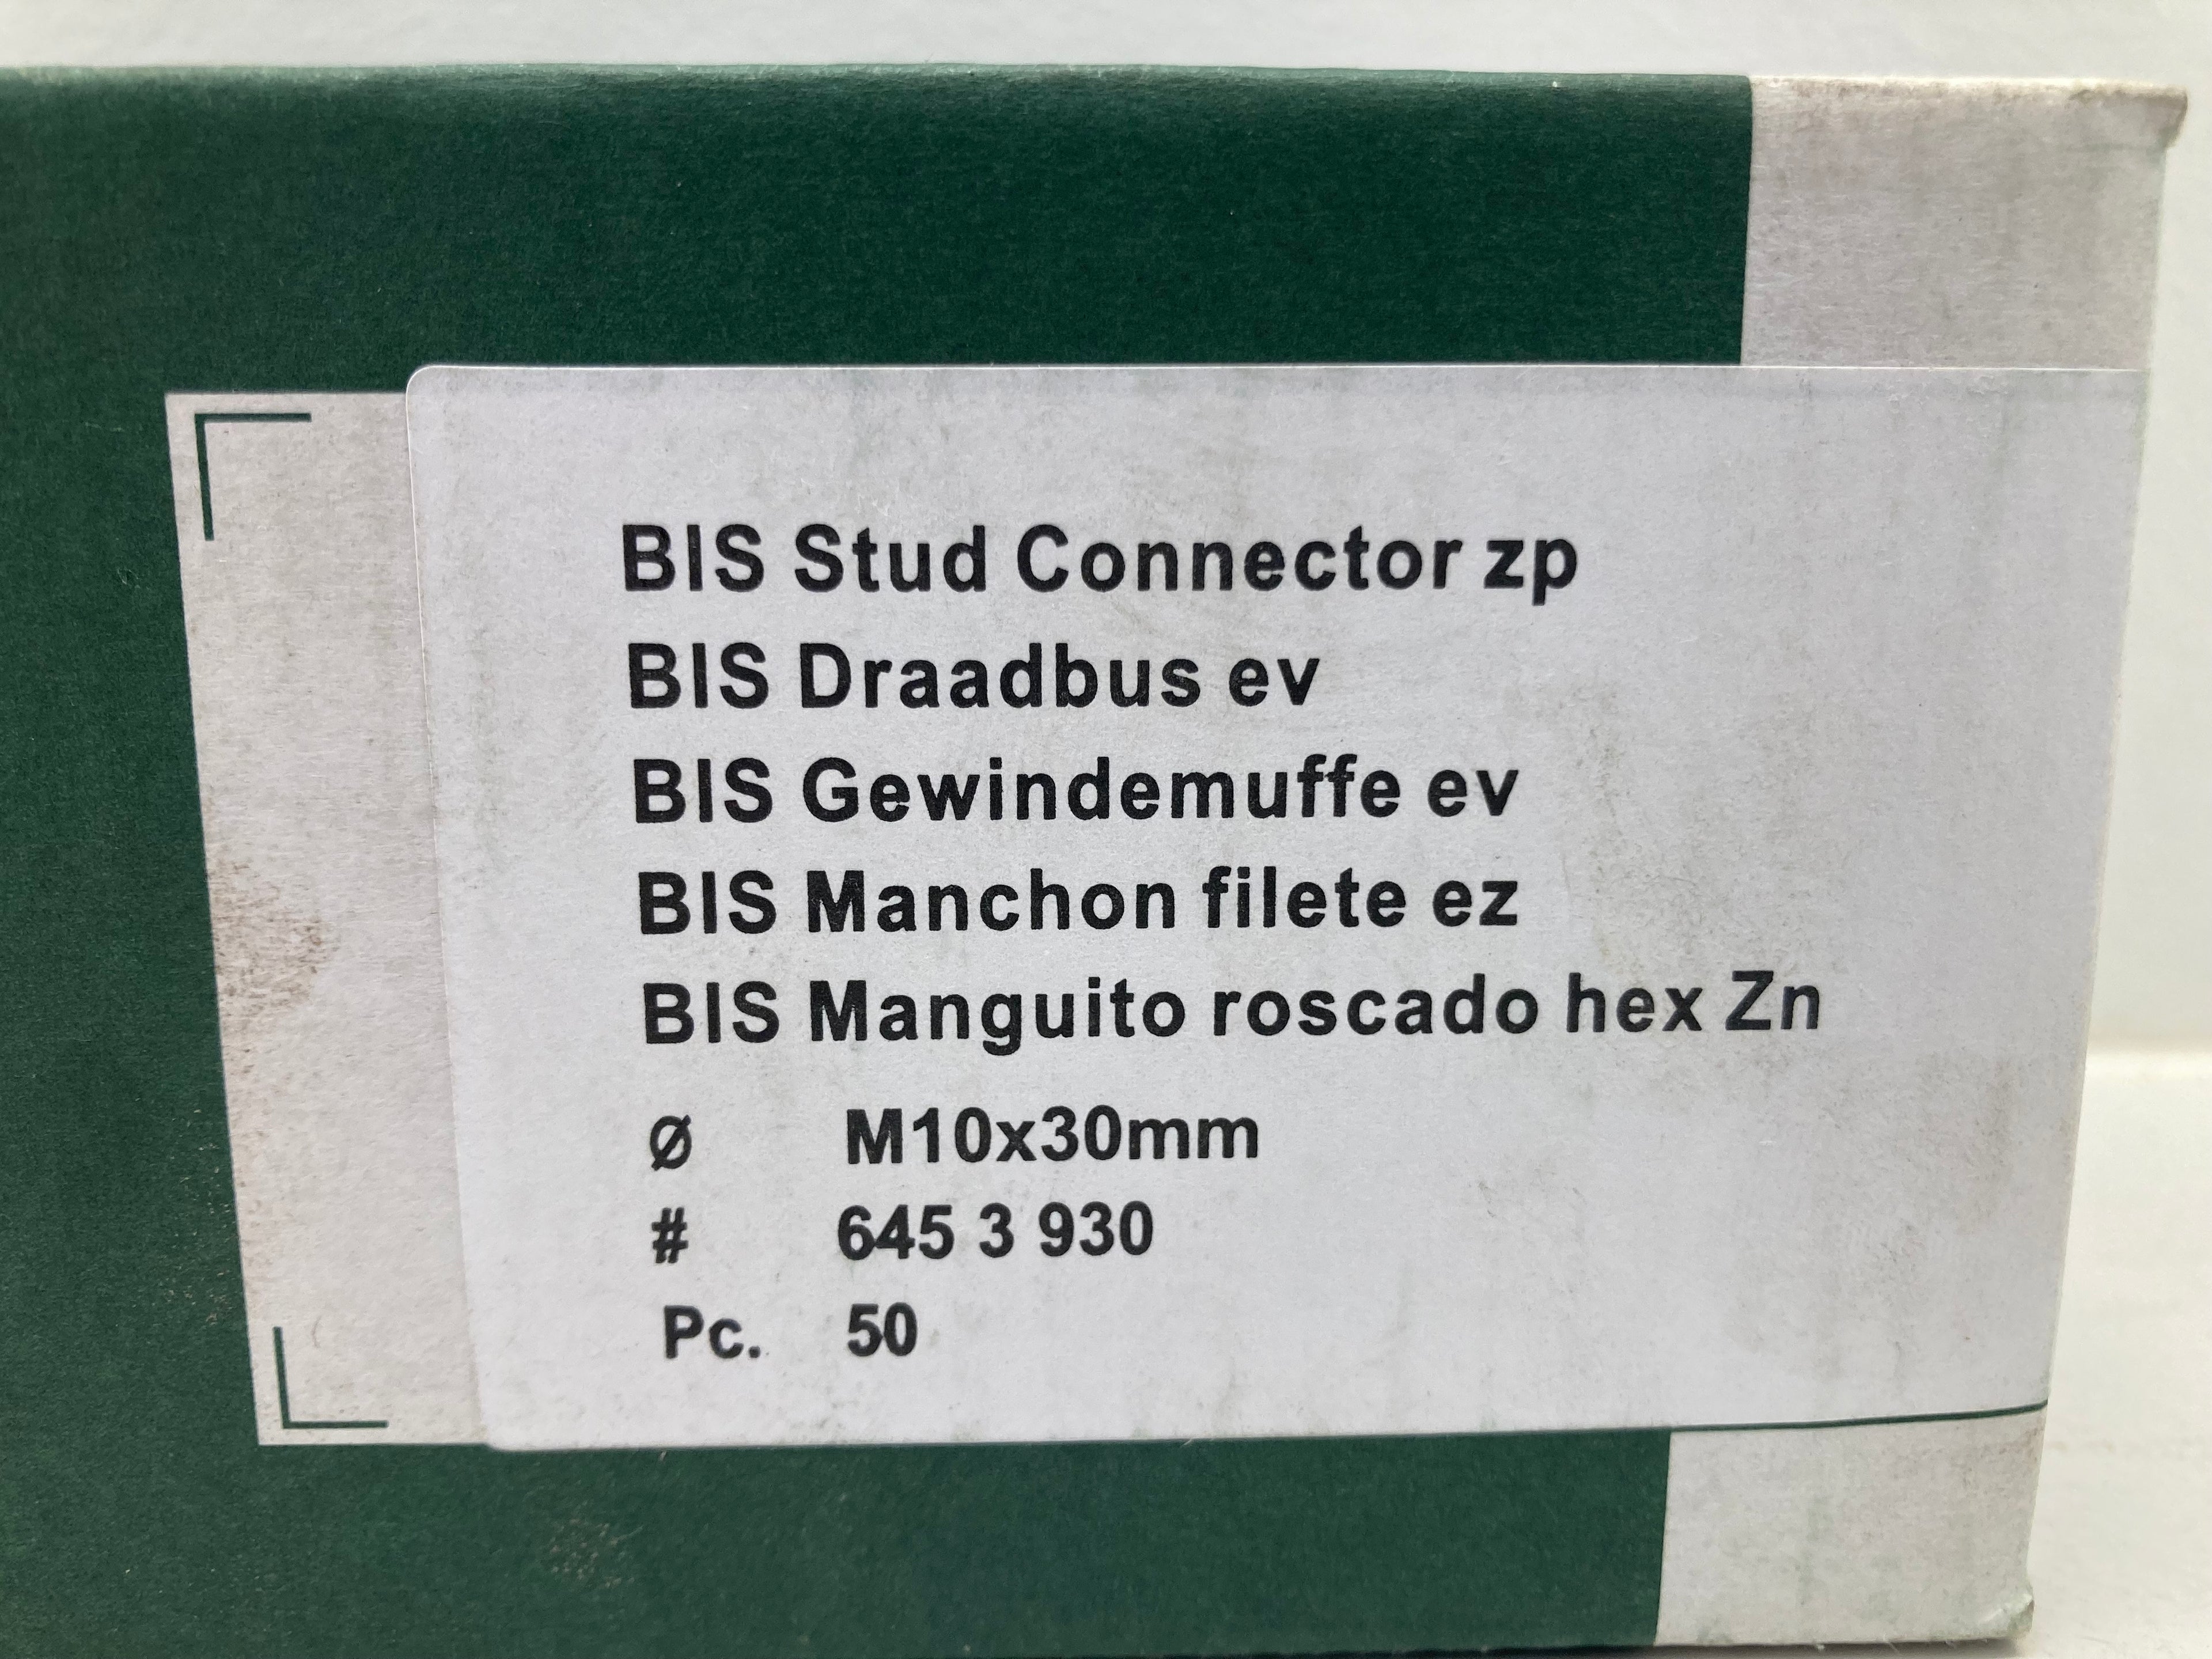 BIS Stud Connector zp
BIS Draadbus ev
BIS Gewindemuffe ev
BIS Manchon filete ez
BIS Manguito roscado hex Zn
Ø M10x30mm
# 645 3 930
Pc. 50